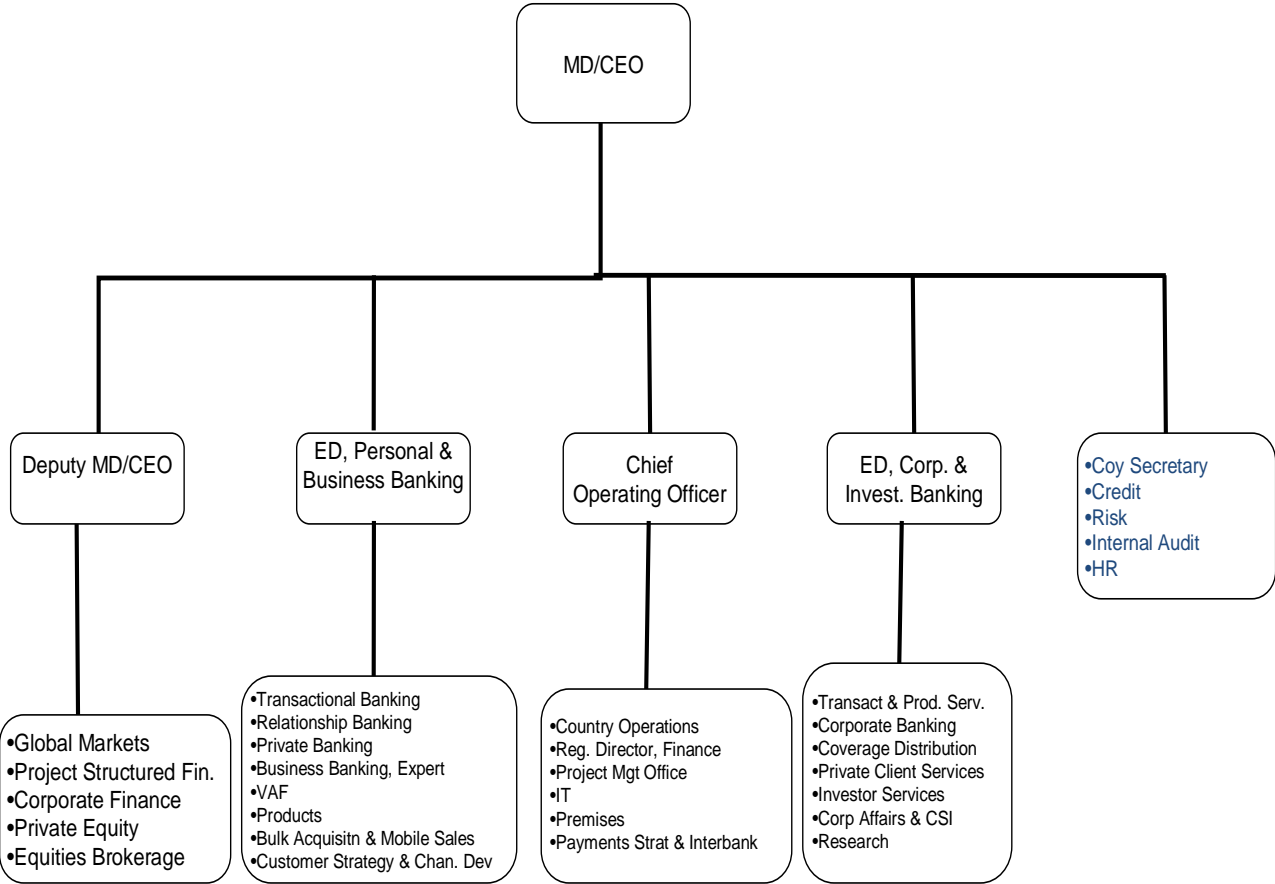 MD/CEO
Deputy MD/CEO
ED, Personal &
Business Banking
Chief
Operating Officer
ED, Corp. &
Invest. Banking
•Coy Secretary
•Credit
•Risk
•Internal Audit
•HR
•Global Markets
•Project Structured Fin.
•Corporate Finance
•Private Equity
•Equities Brokerage
•Transactional Banking
•Relationship Banking
•Private Banking
•Business Banking, Expert
•VAF
•Products
•Bulk Acquisitn & Mobile Sales
•Customer Strategy & Chan. Dev
•Country Operations
•Reg. Director, Finance
•Project Mgt Office
•IT
•Premises
•Payments Strat & Interbank
•Transact & Prod. Serv.
•Corporate Banking
•Coverage Distribution
•Private Client Services
•Investor Services
•Corp Affairs & CSI
•Research